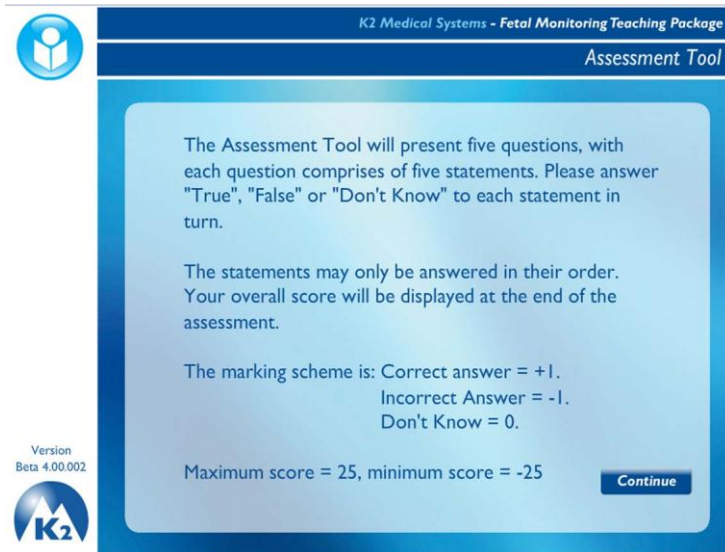 K2 Medical Systems - Fetal Monitoring Teaching Package
Assessment Tool
The Assessment Tool will present five questions, with
each question comprises of five statements. Please answer
"True", "False" or "Don't Know" to each statement in
turn.
The statements may only be answered in their order.
Your overall score will be displayed at the end of the
assessment.
The marking scheme is: Correct answer = +1.
Incorrect Answer = -1.
Don't Know = 0.
Maximum score = 25, minimum score = -25
Continue
Version
Beta 4.00.002
K2